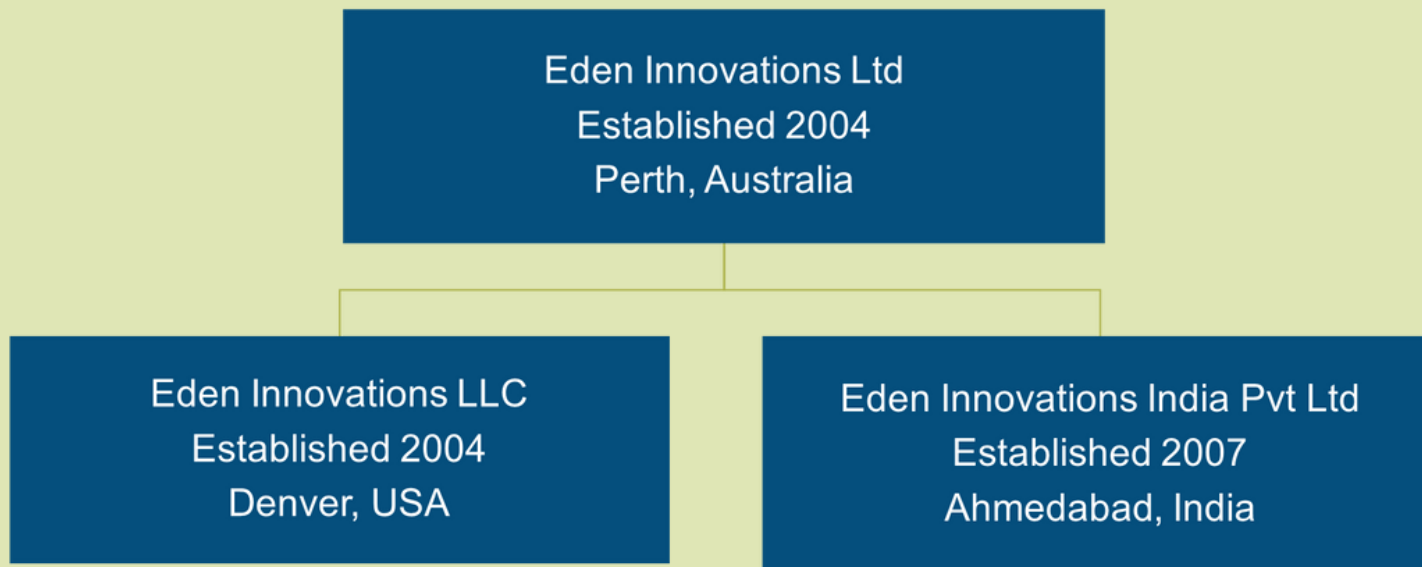 Eden Innovations Ltd
Established 2004
Perth, Australia
Eden Innovations LLC
Established 2004
Denver, USA
Eden Innovations India Pvt Ltd
Established 2007
Ahmedabad, India